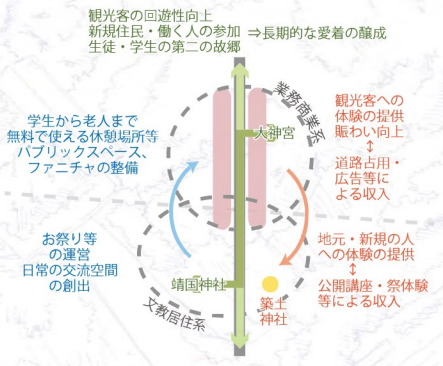 観光客の回遊性向上
新規住民・働く人の参加
生徒・学生の第二の故郷
⇒長期的な愛着の醸成
業務商業系
大神宮
学生から老人まで
無料で使える休憩場所等
パブリックスペース、
ファニチャの整備
観光客への
体験の提供
賑わい向上
↕
道路占用・
広告等に
よる収入
お祭り等
の運営
日常の交流空間
の創出
地元・新規の人
への体験の提供
↕
公開講座・祭体験
等による収入
靖国神社
築土
神社
文教居住系